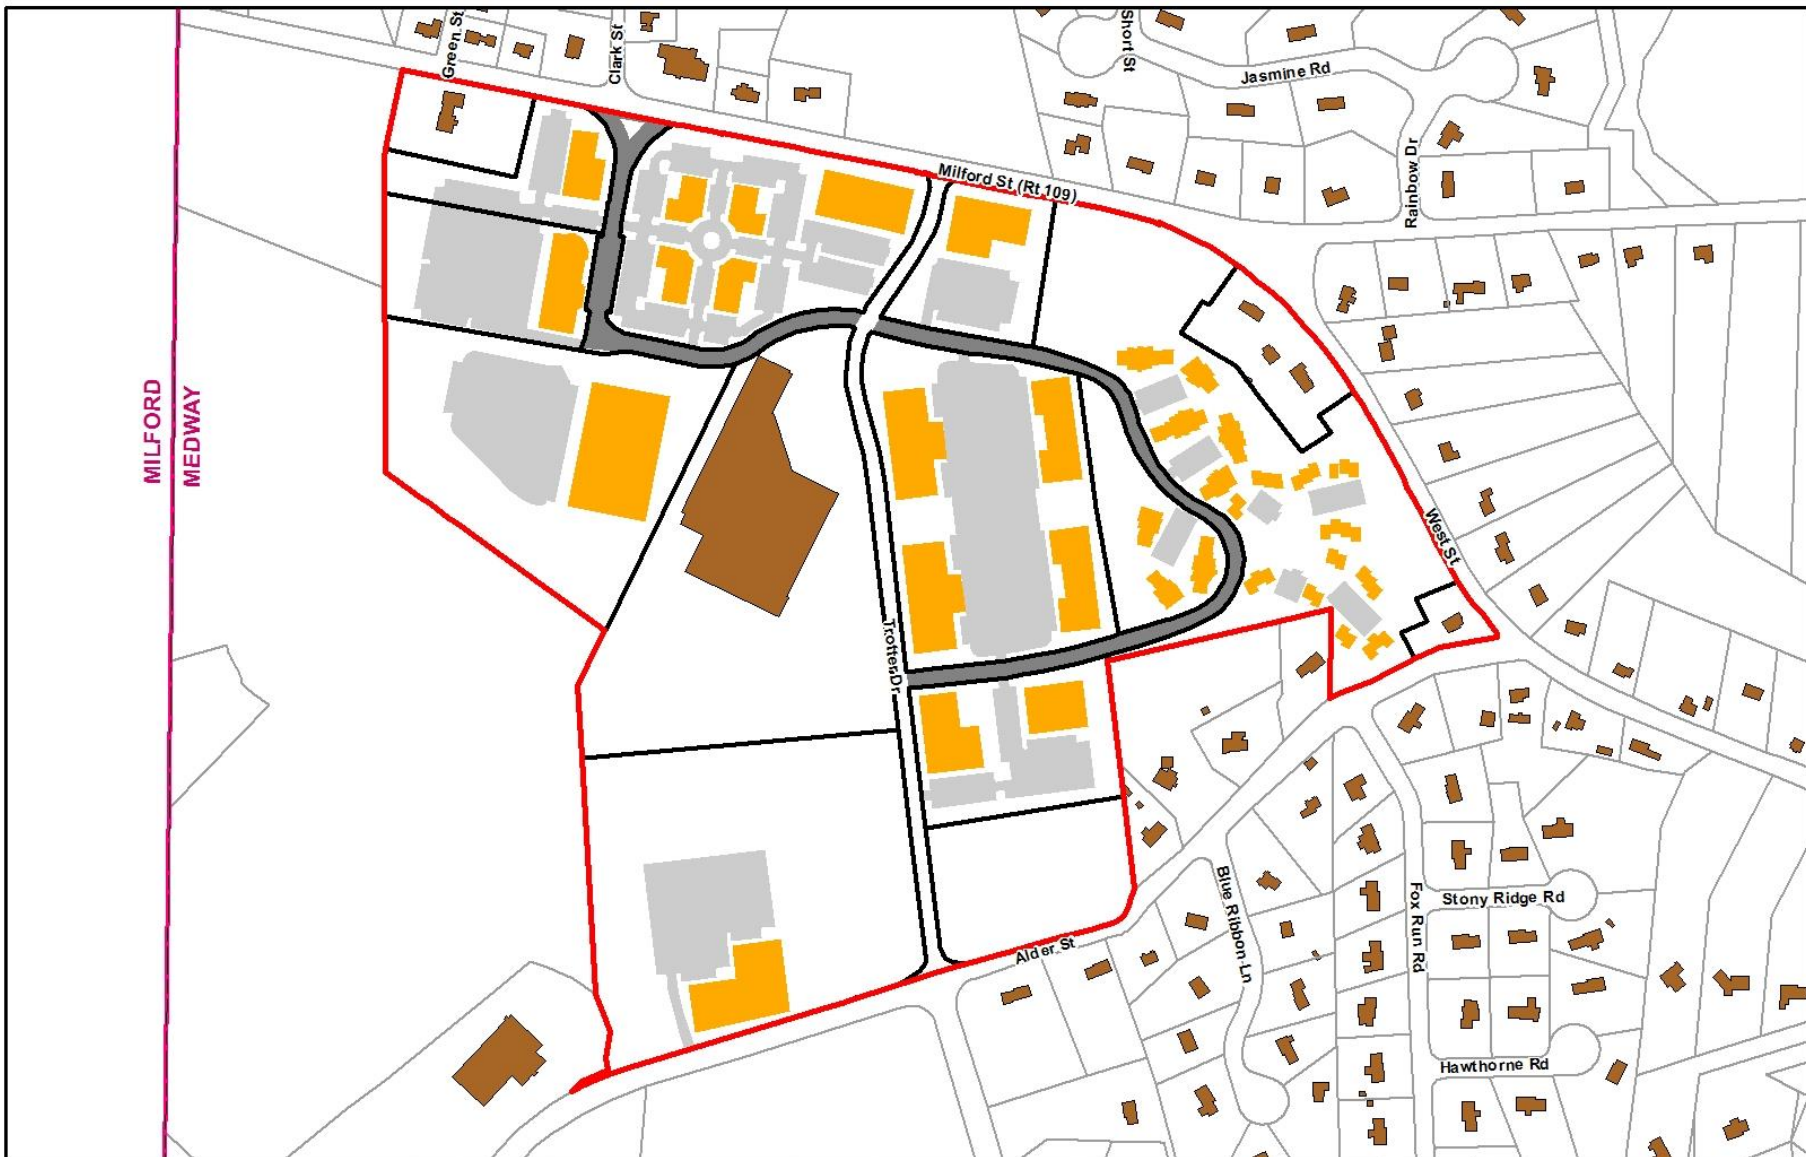 Green St
Clark St
Short St
Jasmine Rd
Rainbow Dr
Milford St (Rt 109)
MILFORD
MEDWAY
West St
Trotter Dr
Blue Ribbon Ln
Fox Run Rd
Stony Ridge Rd
Alder St
Hawthorne Rd